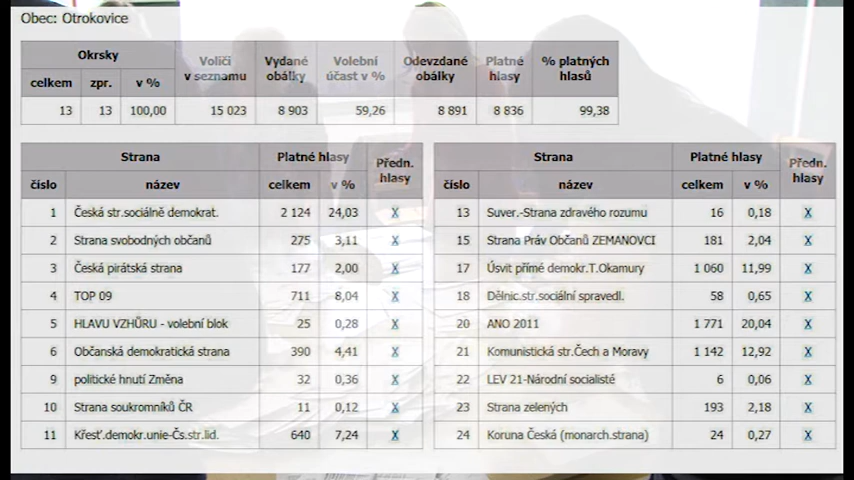 Obec: Otrokovice
Okrsky Voliči v seznamu Vydané obálky Volební účast v % Odevzdané obálky Platné hlasy % platných hlasů
celkem zpr. v %
13 13 100,00 15 023 8 903 59,26 8 891 8 836 99,38
Strana Platné hlasy Předn. hlasy
číslo název celkem v %
1 Česká str.sociálně demokrat. 2 124 24,03 X
2 Strana svobodných občanů 275 3,11 X
3 Česká pirátská strana 177 2,00 X
4 TOP 09 711 8,04 X
5 HLAVU VZHŮRU - volební blok 25 0,28 X
6 Občanská demokratická strana 390 4,41 X
9 politické hnutí Změna 32 0,36 X
10 Strana soukromníků ČR 11 0,12 X
11 Křesť.demokr.unie-Čs.str.lid. 640 7,24 X
Strana Platné hlasy Předn. hlasy
číslo název celkem v %
13 Suver.-Strana zdravého rozumu 16 0,18 X
15 Strana Práv Občanů ZEMANOVCI 181 2,04 X
17 Úsvit přímé demokr.T.Okamury 1 060 11,99 X
18 Dělnic.str.sociální spravedl. 58 0,65 X
20 ANO 2011 1 771 20,04 X
21 Komunistická str.Čech a Moravy 1 142 12,92 X
22 LEV 21-Národní socialisté 6 0,06 X
23 Strana zelených 193 2,18 X
24 Koruna Česká (monarch.strana) 24 0,27 X